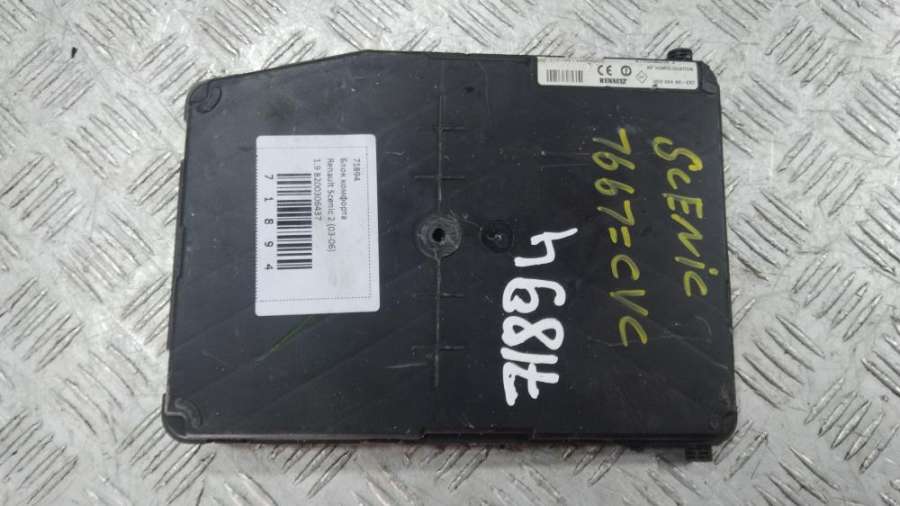 71894
Блок комфорта
Renault Scenic 2 (03-06)
1.9 8200306437
7 1 8 9 4
71894
SCENIC
7667=CVC
RENAULT
CE